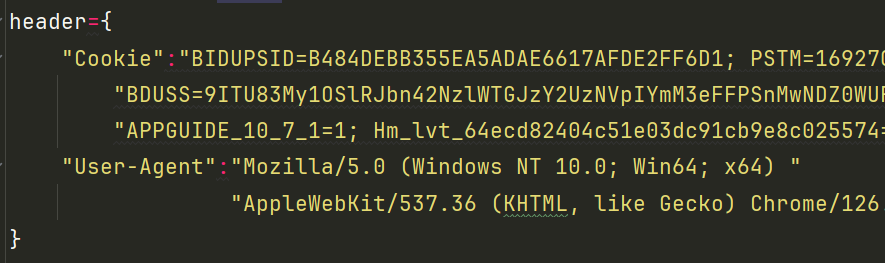 header={
"Cookie":"BIDUPSID=B484DEBB355EA5ADAE6617AFDE2FF6D1; PSTM=169270
"BDUSS=9ITU83My1OSlRJbn42NzlWTGJzY2UzNVpIYmM3eFFPSnMwNDZ0WUF
"APPGUIDE_10_7_1=1; Hm_lvt_64ecd82404c51e03dc91cb9e8c025574=
"User-Agent":"Mozilla/5.0 (Windows NT 10.0; Win64; x64) "
"AppleWebKit/537.36 (KHTML, like Gecko) Chrome/126.
}